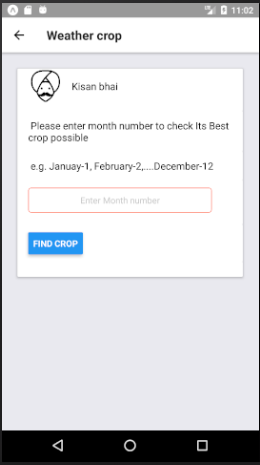 11:02
Weather crop
Kisan bhai
Please enter month number to check Its Best
crop possible
e.g. Januay-1, February-2,....December-12
Enter Month number
FIND CROP